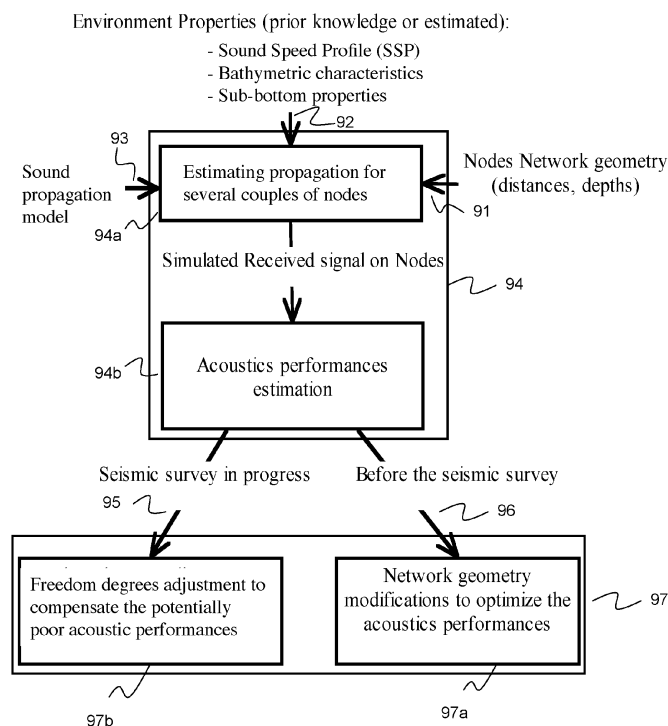 Environment Properties (prior knowledge or estimated):
- Sound Speed Profile (SSP)
- Bathymetric characteristics
- Sub-bottom properties
92
93
Sound
propagation
model
Estimating propagation for
several couples of nodes
Nodes Network geometry
(distances, depths)
91
94a
Simulated Received signal on Nodes
94
94b
Acoustics performances
estimation
Seismic survey in progress
Before the seismic survey
95
96
Freedom degrees adjustment to
compensate the potentially
poor acoustic performances
Network geometry
modifications to optimize the
acoustics performances
97
97b
97a